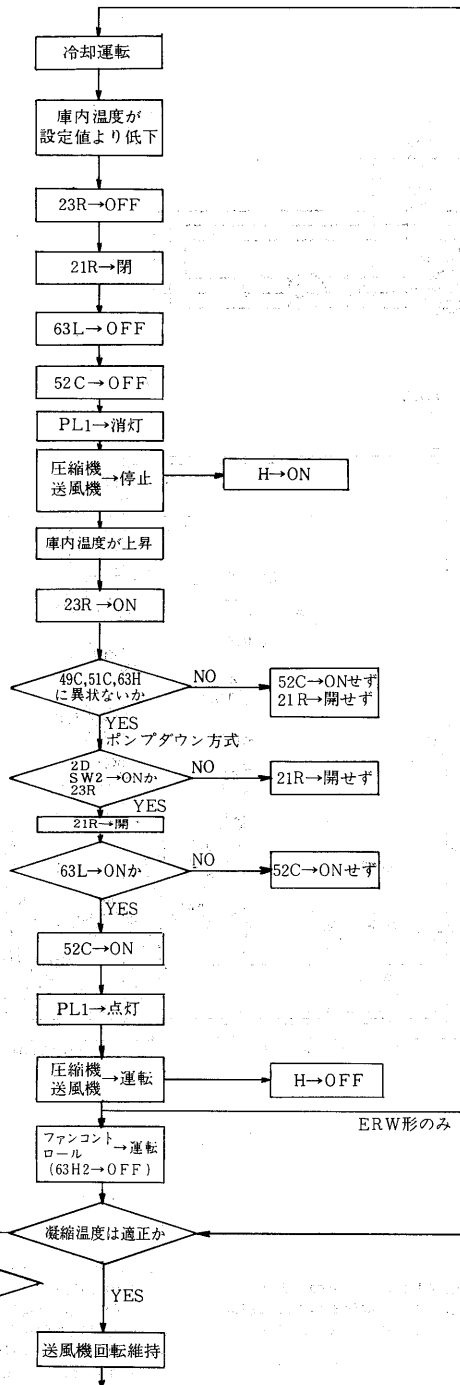 冷却運転
庫内温度が
設定値より低下
23R→OFF
21R→閉
63L→OFF
52C→OFF
PL1→消灯
圧縮機
送風機
→停止
H→ON
庫内温度が上昇
23R→ON
49C,51C,63H
に異状ないか
NO
52C→ONせず
21R→開せず
YES
ポンプダウン方式
2D
SW2→ONか
23R
NO
21R→開せず
YES
21R→開
63L→ONか
NO
52C→ONせず
YES
52C→ON
PL1→点灯
圧縮機
送風機
→運転
H→OFF
ERW形のみ
ファンコント
ロール
→運転
(63H2→OFF)
凝縮温度は適正か
YES
送風機回転維持